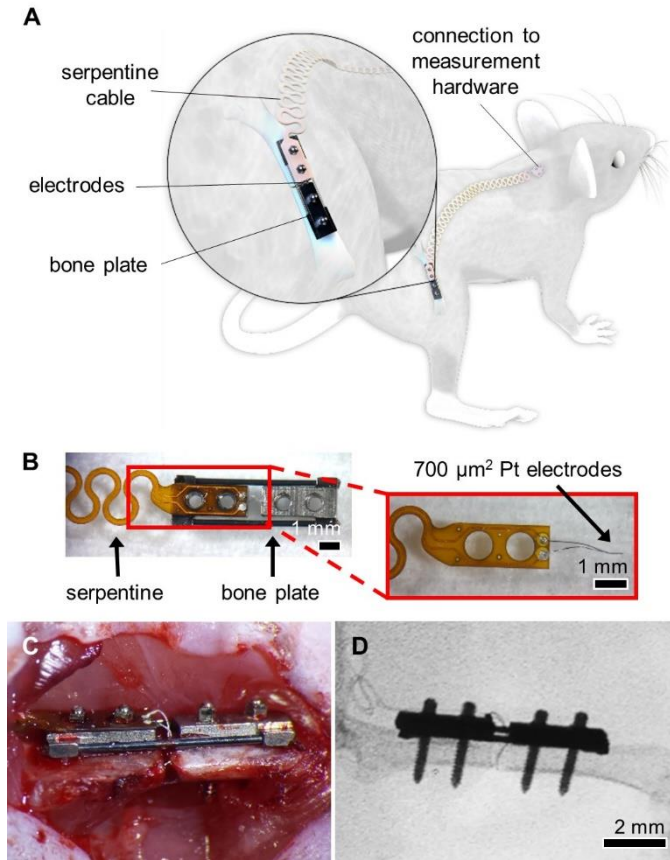 A
serpentine
cable
connection to
measurement
hardware
electrodes
bone plate
B
700 µm² Pt electrodes
1 mm
1 mm
serpentine
bone plate
C
D
2 mm